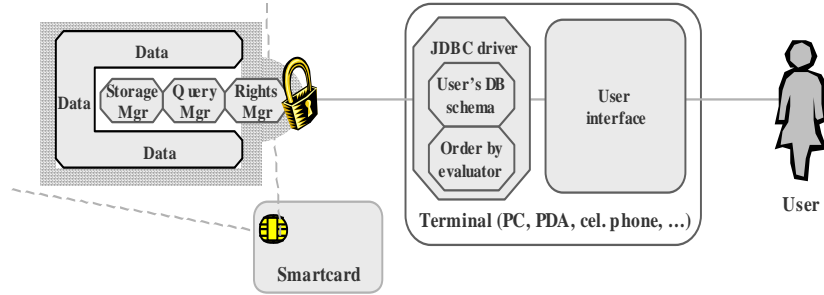 Data
Data
Data
Storage
Mgr
Query
Mgr
Rights
Mgr
Smartcard
JDBC driver
User's DB
schema
Order by
evaluator
User
interface
Terminal (PC, PDA, cel. phone, …)
User